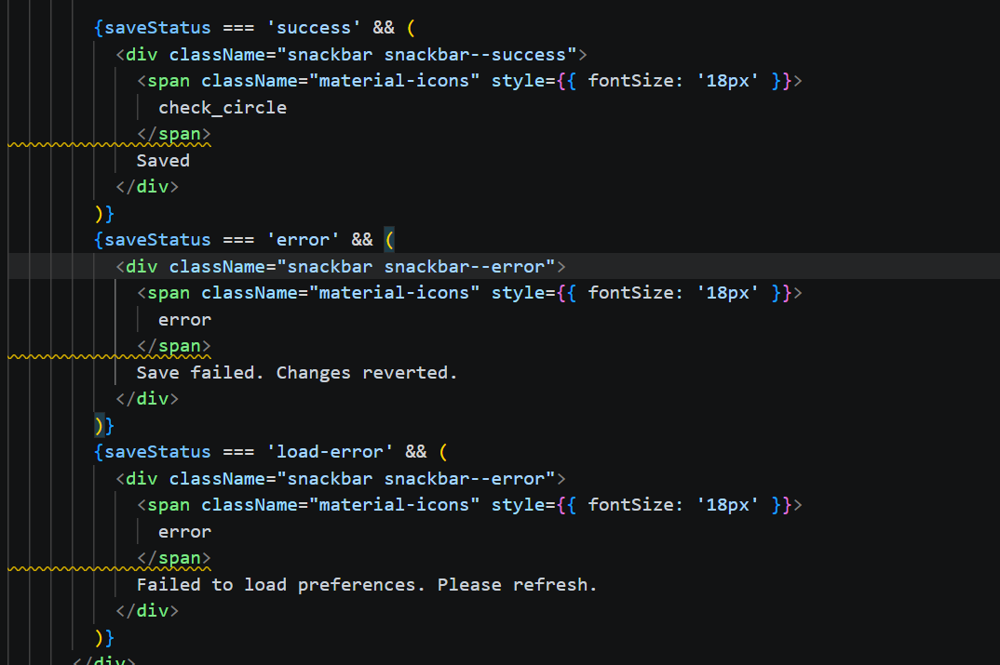 {saveStatus === 'success' && (
<div className="snackbar snackbar--success">
<span className="material-icons" style={{ fontSize: '18px' }}>
check_circle
</span>
Saved
</div>
)}
{saveStatus === 'error' && (
<div className="snackbar snackbar--error">
<span className="material-icons" style={{ fontSize: '18px' }}>
error
</span>
Save failed. Changes reverted.
</div>
)}
{saveStatus === 'load-error' && (
<div className="snackbar snackbar--error">
<span className="material-icons" style={{ fontSize: '18px' }}>
error
</span>
Failed to load preferences. Please refresh.
</div>
)}
</div>